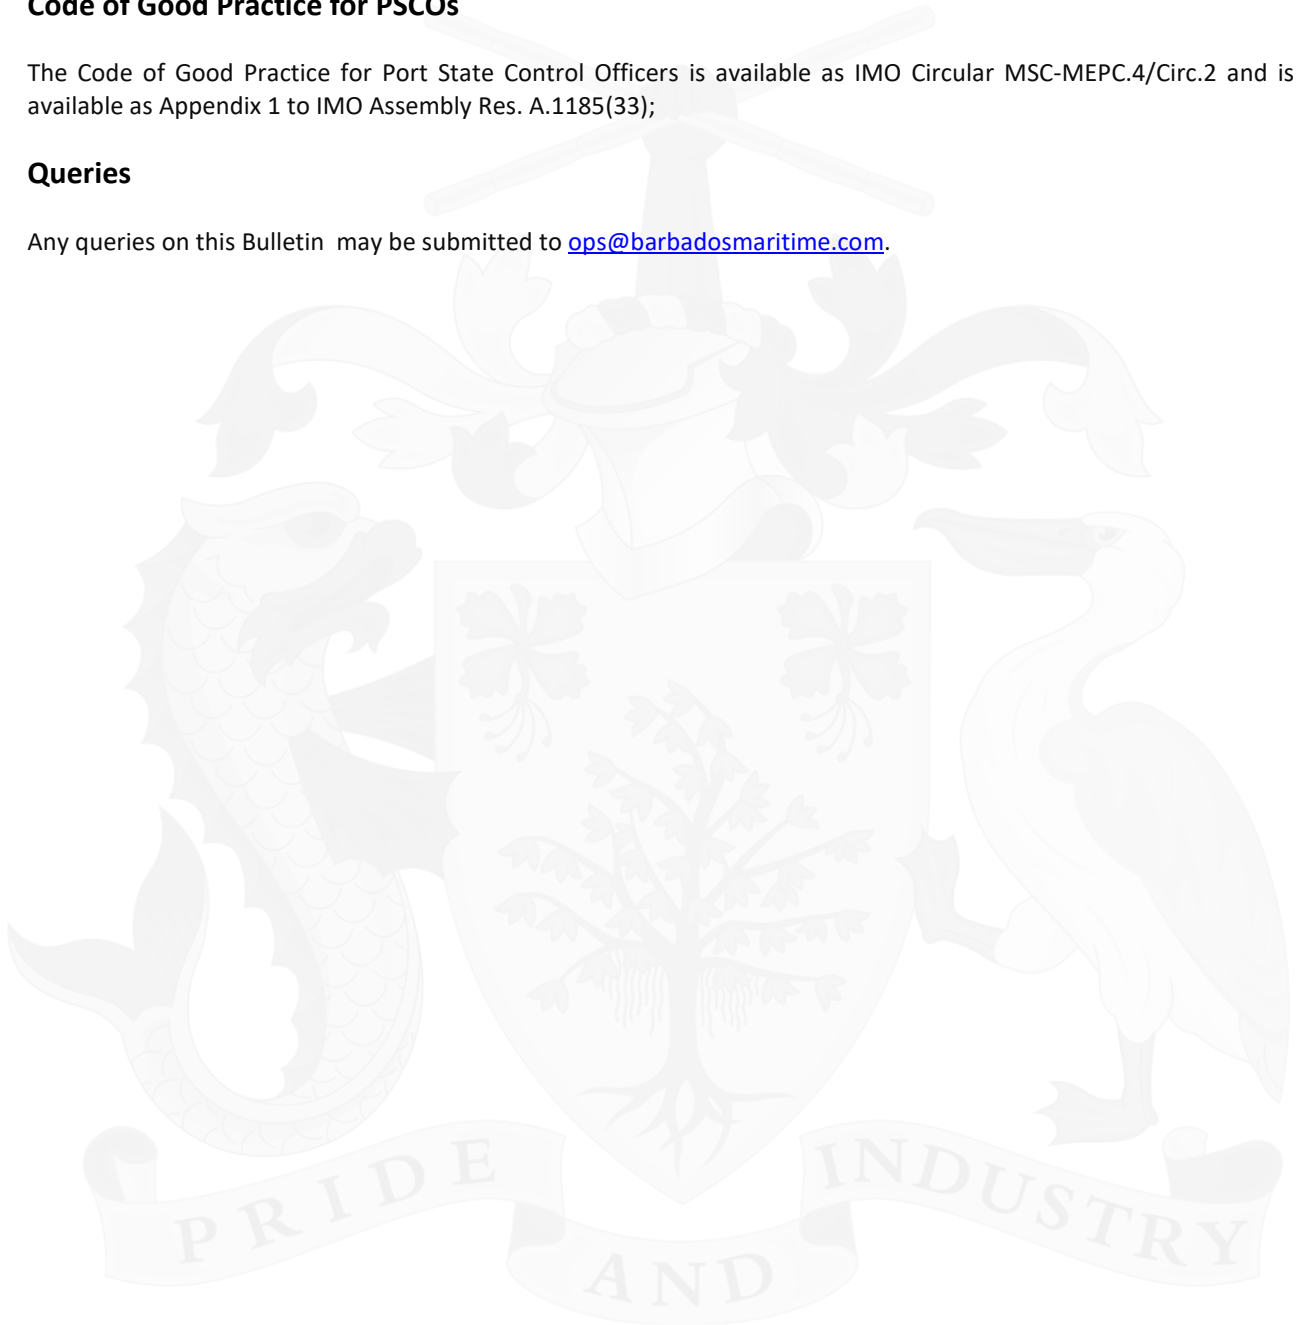 Code of Good Practice for PSCOs
The Code of Good Practice for Port State Control Officers is available as IMO Circular MSC-MEPC.4/Circ.2 and is
available as Appendix 1 to IMO Assembly Res. A.1185(33);
Queries
Any queries on this Bulletin  may be submitted to ops@barbadosmaritime.com.
PRIDE
AND
INDUSTRY